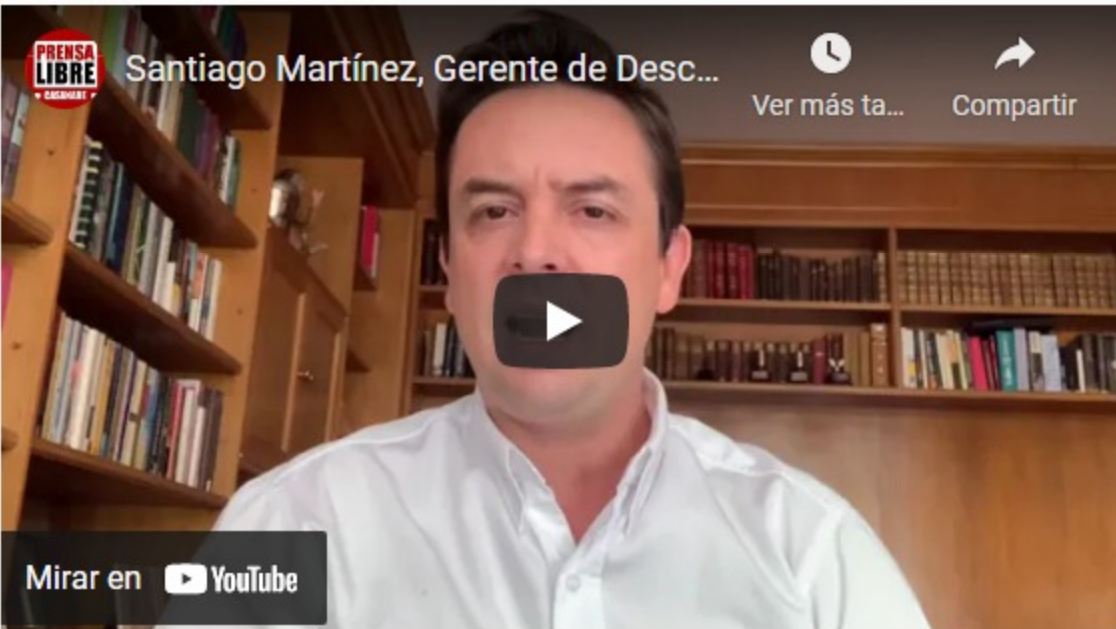 PRENSA
LIBRE
CASANARE
Santiago Martínez, Gerente de Desc...
Ver más ta...
Compartir
Mirar en YouTube